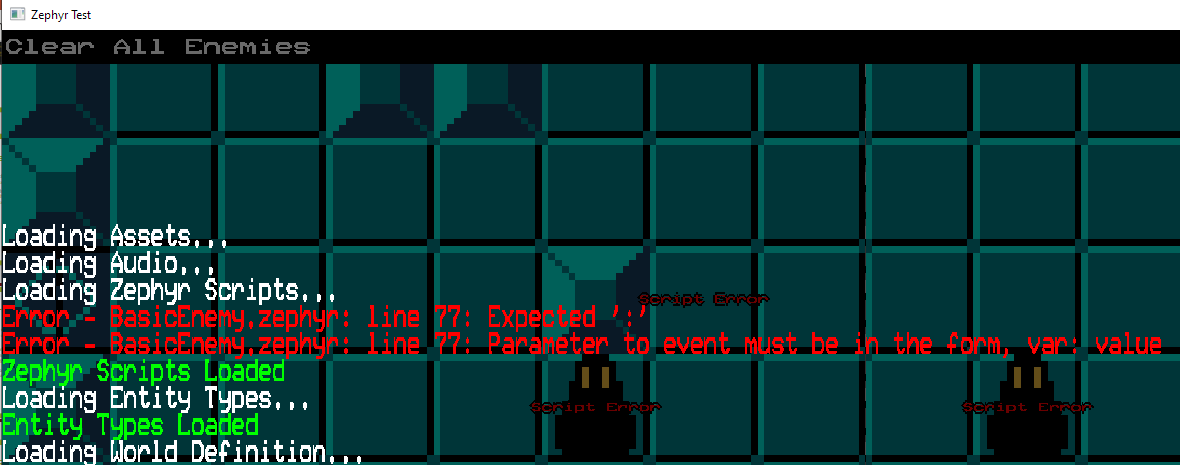 Zephyr Test
Clear All Enemies
Loading Assets...
Loading Audio...
Loading Zephyr Scripts...
Script Error
Error - BasicEnemy.zephyr: line 77: Expected ':'
Error - BasicEnemy.zephyr: line 77: Parameter to event must be in the form, var: value
Zephyr Scripts Loaded
Loading Entity Types...
Script Error
Script Error
Entity Types Loaded
Loading World Definition...